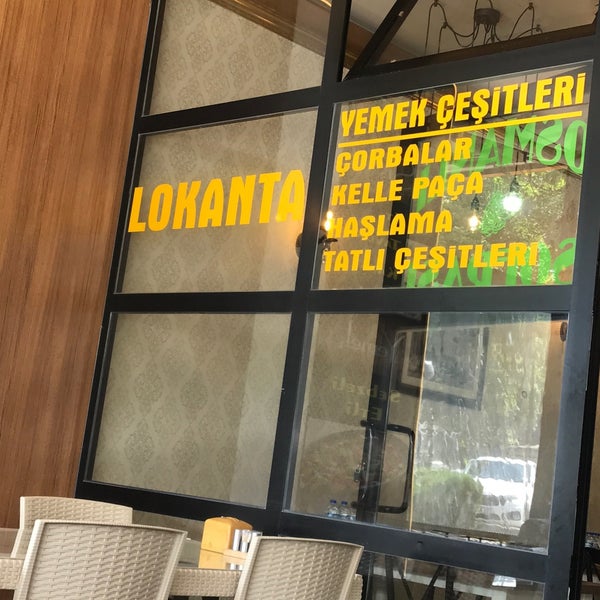 LOKANTA
YEMEK ÇEŞİTLERİ
ÇORBALAR
KELLE PAÇA
HAŞLAMA
TATLI ÇEŞİTLERİ